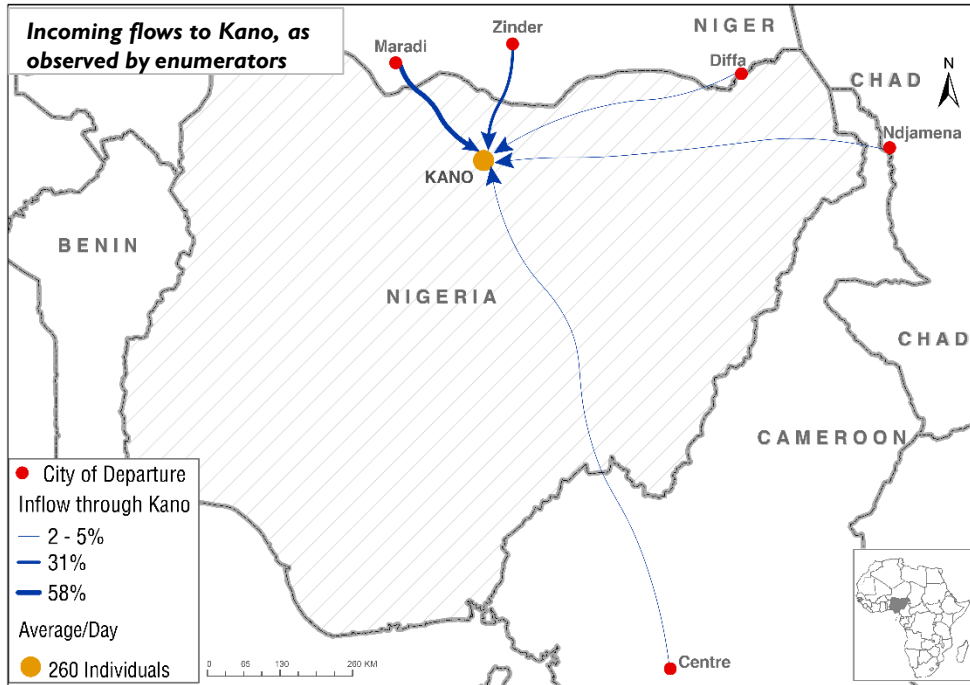 Incoming flows to Kano, as
observed by enumerators
Maradi
Zinder
NIGER
Diffa
CHAD
N
Ndjamena
KANO
BENIN
NIGERIA
CHAD
CAMEROON
City of Departure
Inflow through Kano
2 - 5%
31%
58%
Average/Day
260 Individuals
0 65 130 260 KM
Centre